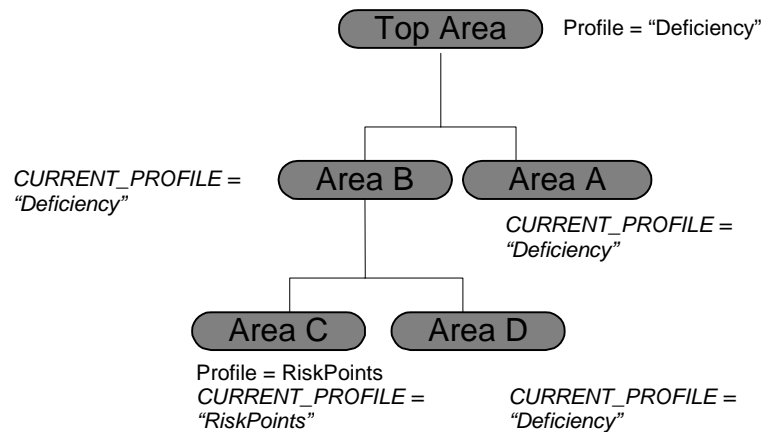 Top Area
Profile = “Deficiency”
CURRENT_PROFILE =
“Deficiency”
Area B
Area A
CURRENT_PROFILE =
“Deficiency”
Area C
Area D
Profile = RiskPoints
CURRENT_PROFILE =
“RiskPoints”
CURRENT_PROFILE =
“Deficiency”